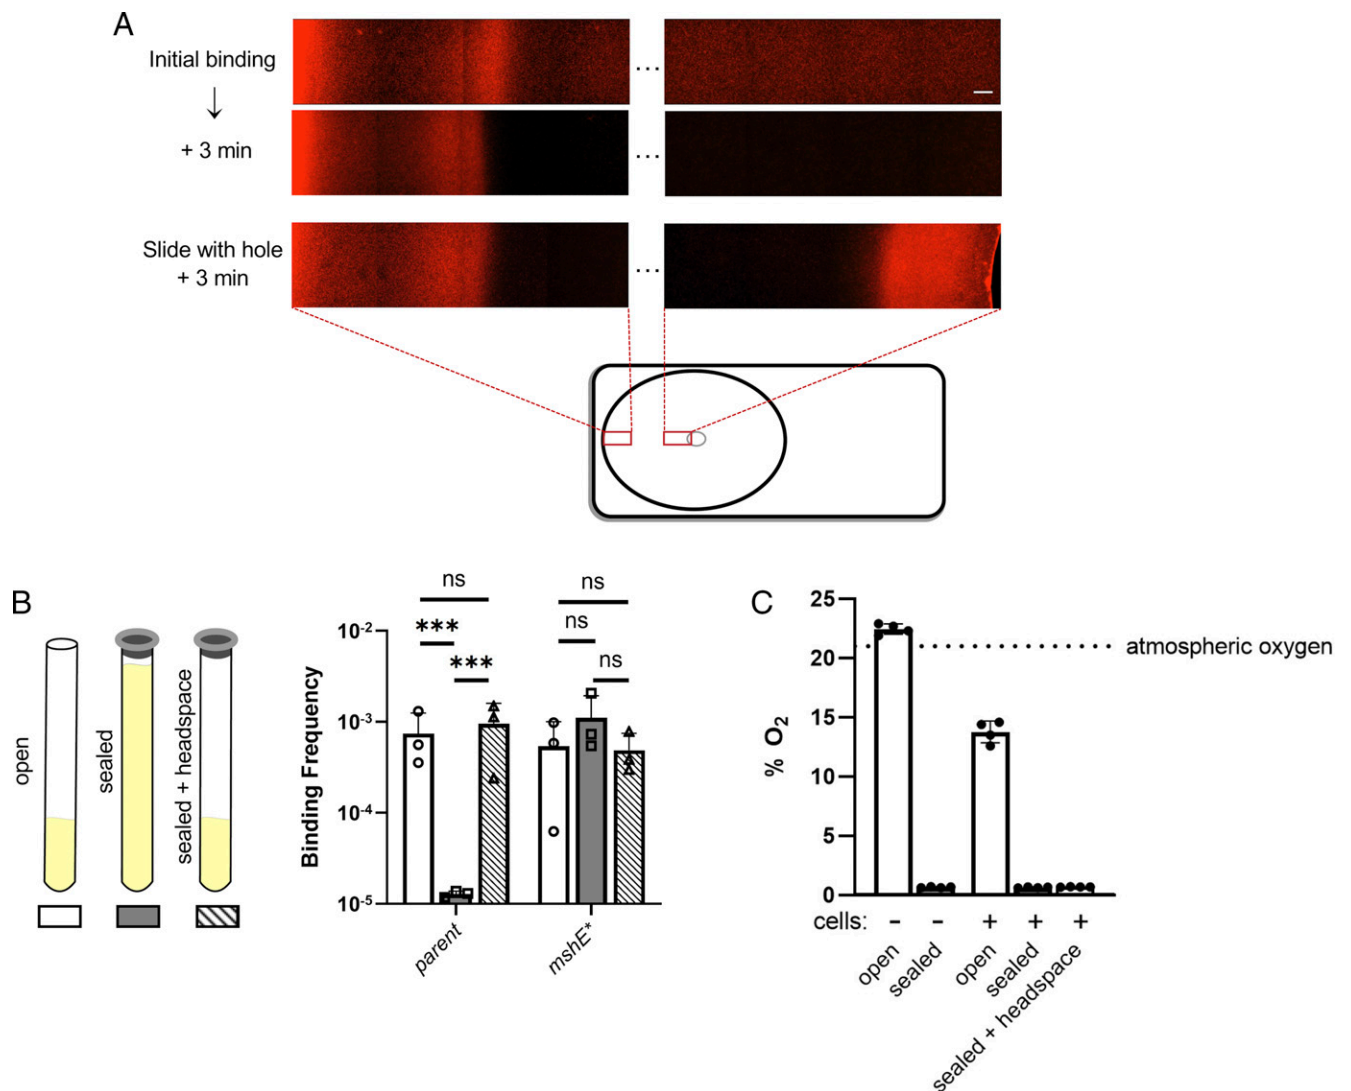 A
Initial binding
...
+ 3 min
...
Slide with hole
+ 3 min
...
B
open
sealed
sealed + headspace
ns
ns
***
ns
***
ns
Binding Frequency
10-2
10-3
10-4
10-5
parent
mshE*
C
% O2
25
20
15
10
5
0
atmospheric oxygen
cells: - - + + +
open
sealed
open
sealed
sealed + headspace